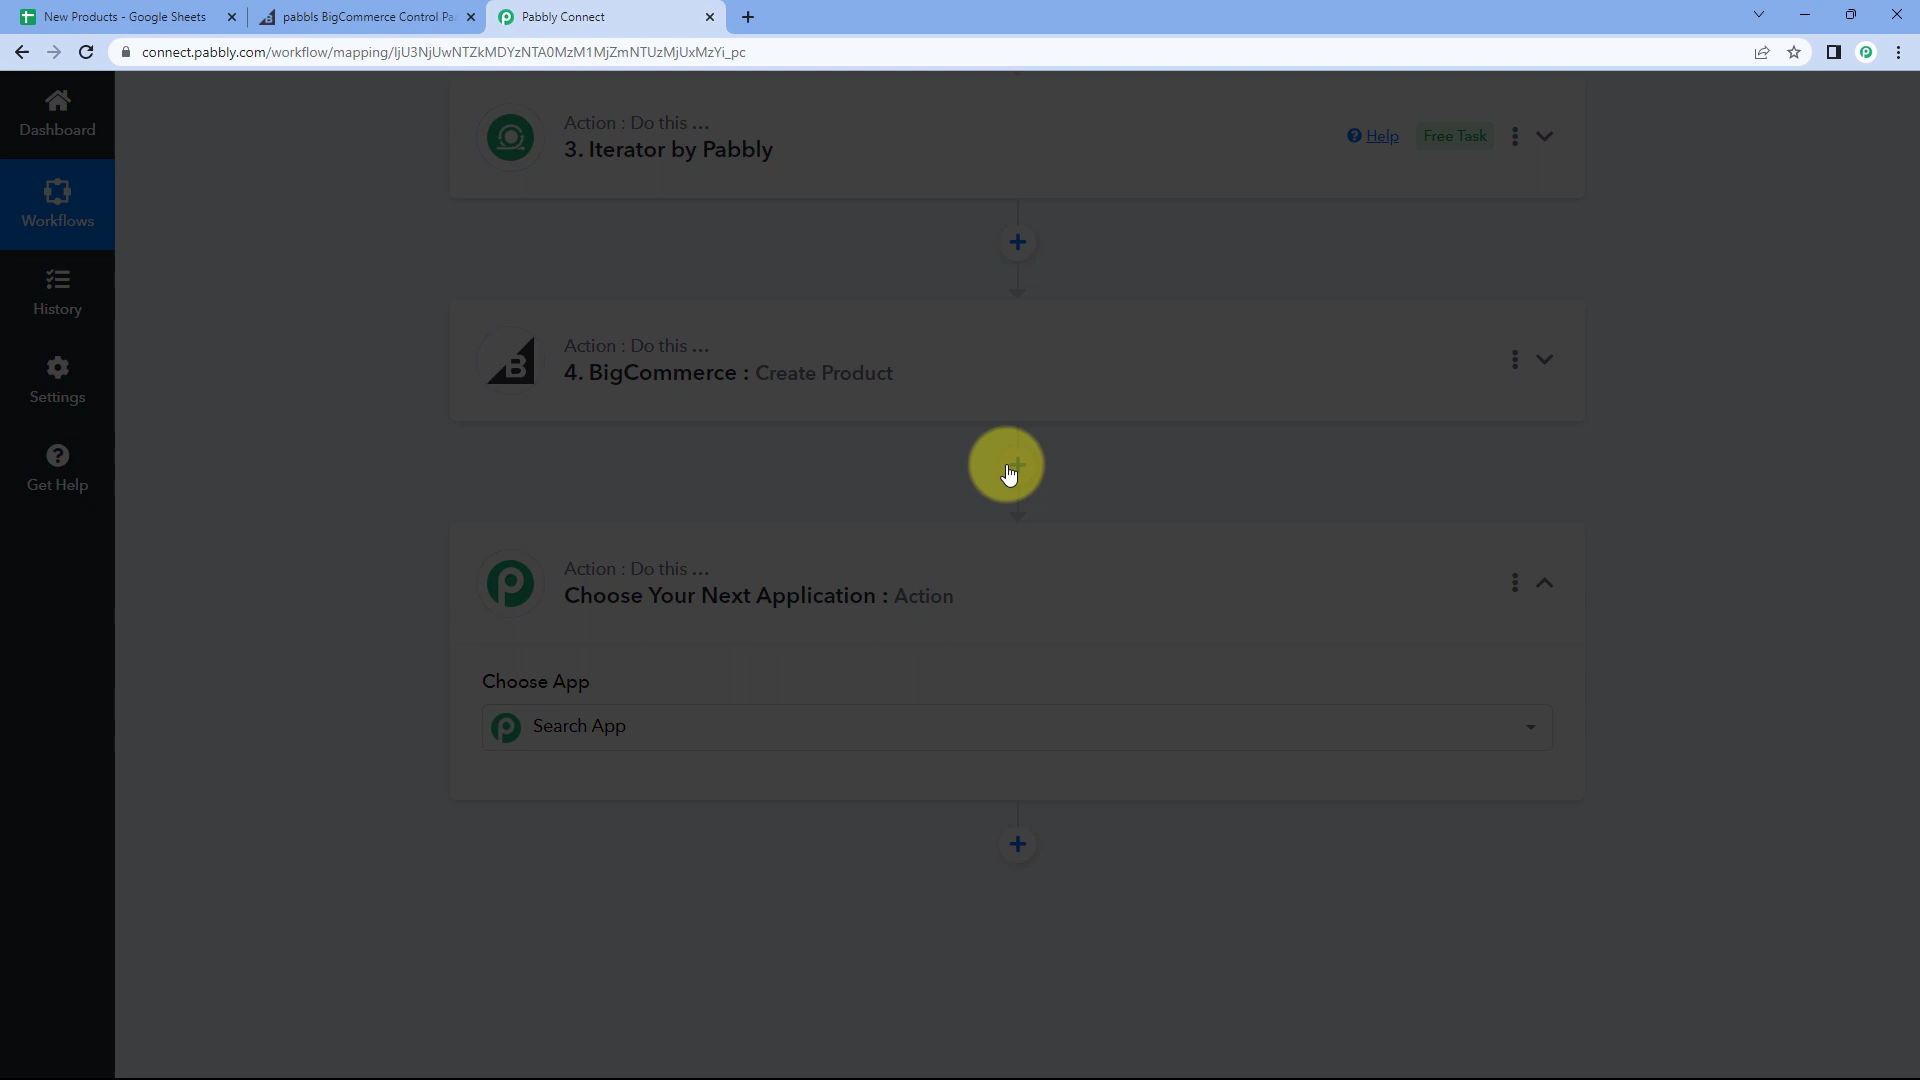 New Products - Google Sheets
pabbls BigCommerce Control Pa
Pabbly Connect
connect.pabbly.com/workflow/mapping/IjU3NjUwNTZkMDYzNTA0MzM1MjZmNTUzMjUxMzYi_pc
Dashboard
Workflows
History
Settings
Get Help
Action : Do this ...
3. Iterator by Pabbly
Help
Free Task
Action : Do this ...
4. BigCommerce : Create Product
Action : Do this ...
Choose Your Next Application : Action
Choose App
Search App